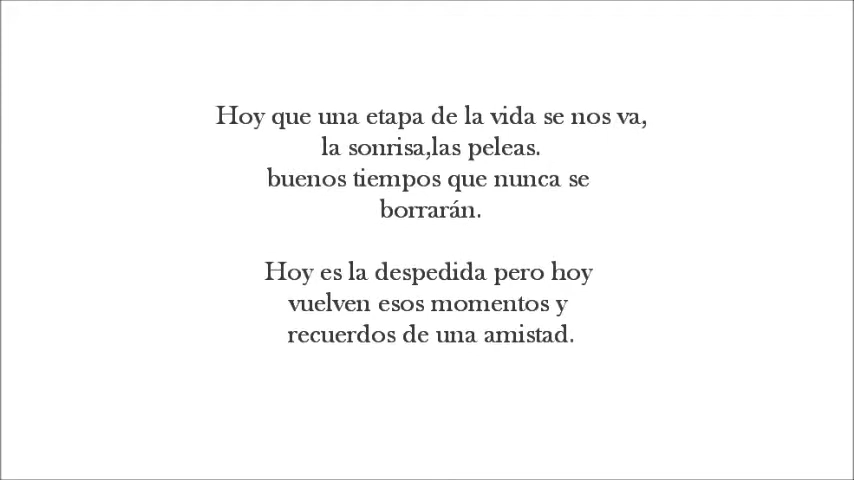 Hoy que una etapa de la vida se nos va,
la sonrisa,las peleas.
buenos tiempos que nunca se
borrarán.
Hoy es la despedida pero hoy
vuelven esos momentos y
recuerdos de una amistad.